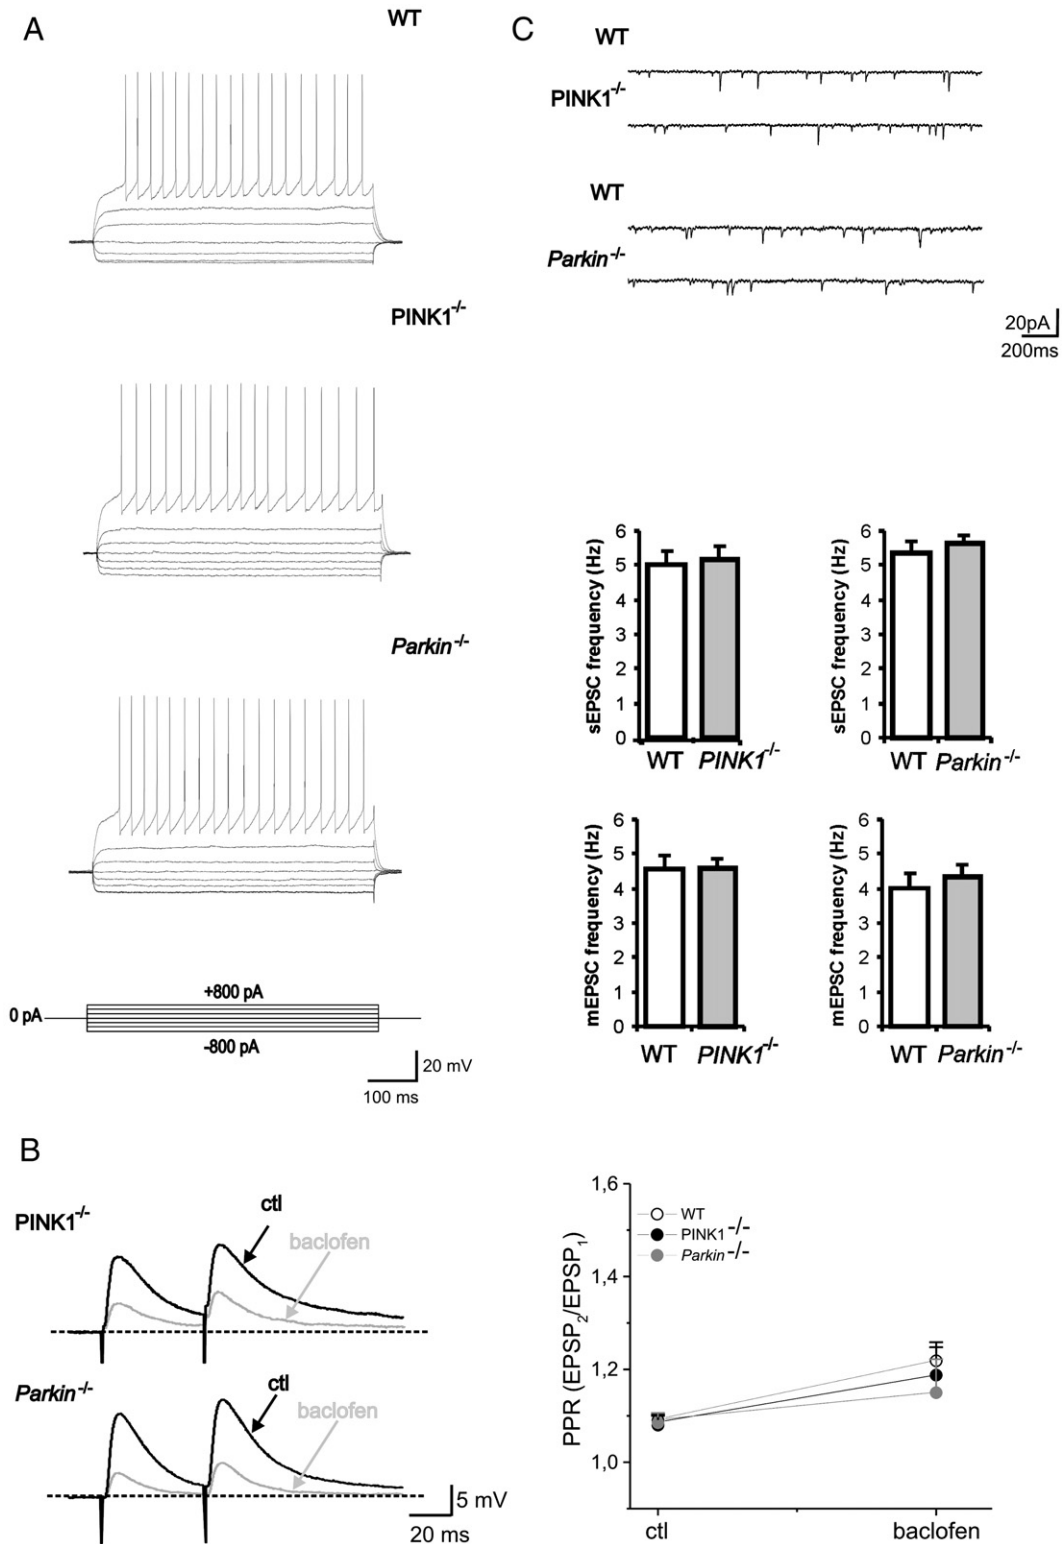 A
WT
PINK1-/-
Parkin-/-
+800 pA
0 pA
-800 pA
20 mV
100 ms
C
WT
PINK1-/-
WT
Parkin-/-
20pA
200ms
sEPSC frequency (Hz)
6
5
4
3
2
1
0
WT PINK1-/-
sEPSC frequency (Hz)
6
5
4
3
2
1
0
WT Parkin-/-
mEPSC frequency (Hz)
6
5
4
3
2
1
0
WT PINK1-/-
mEPSC frequency (Hz)
6
5
4
3
2
1
0
WT Parkin-/-
B
PINK1-/-
ctl
baclofen
Parkin-/-
ctl
baclofen
5 mV
20 ms
PPR (EPSP2/EPSP1)
1,6
1,4
1,2
1,0
WT
PINK1-/-
Parkin-/-
ctl baclofen